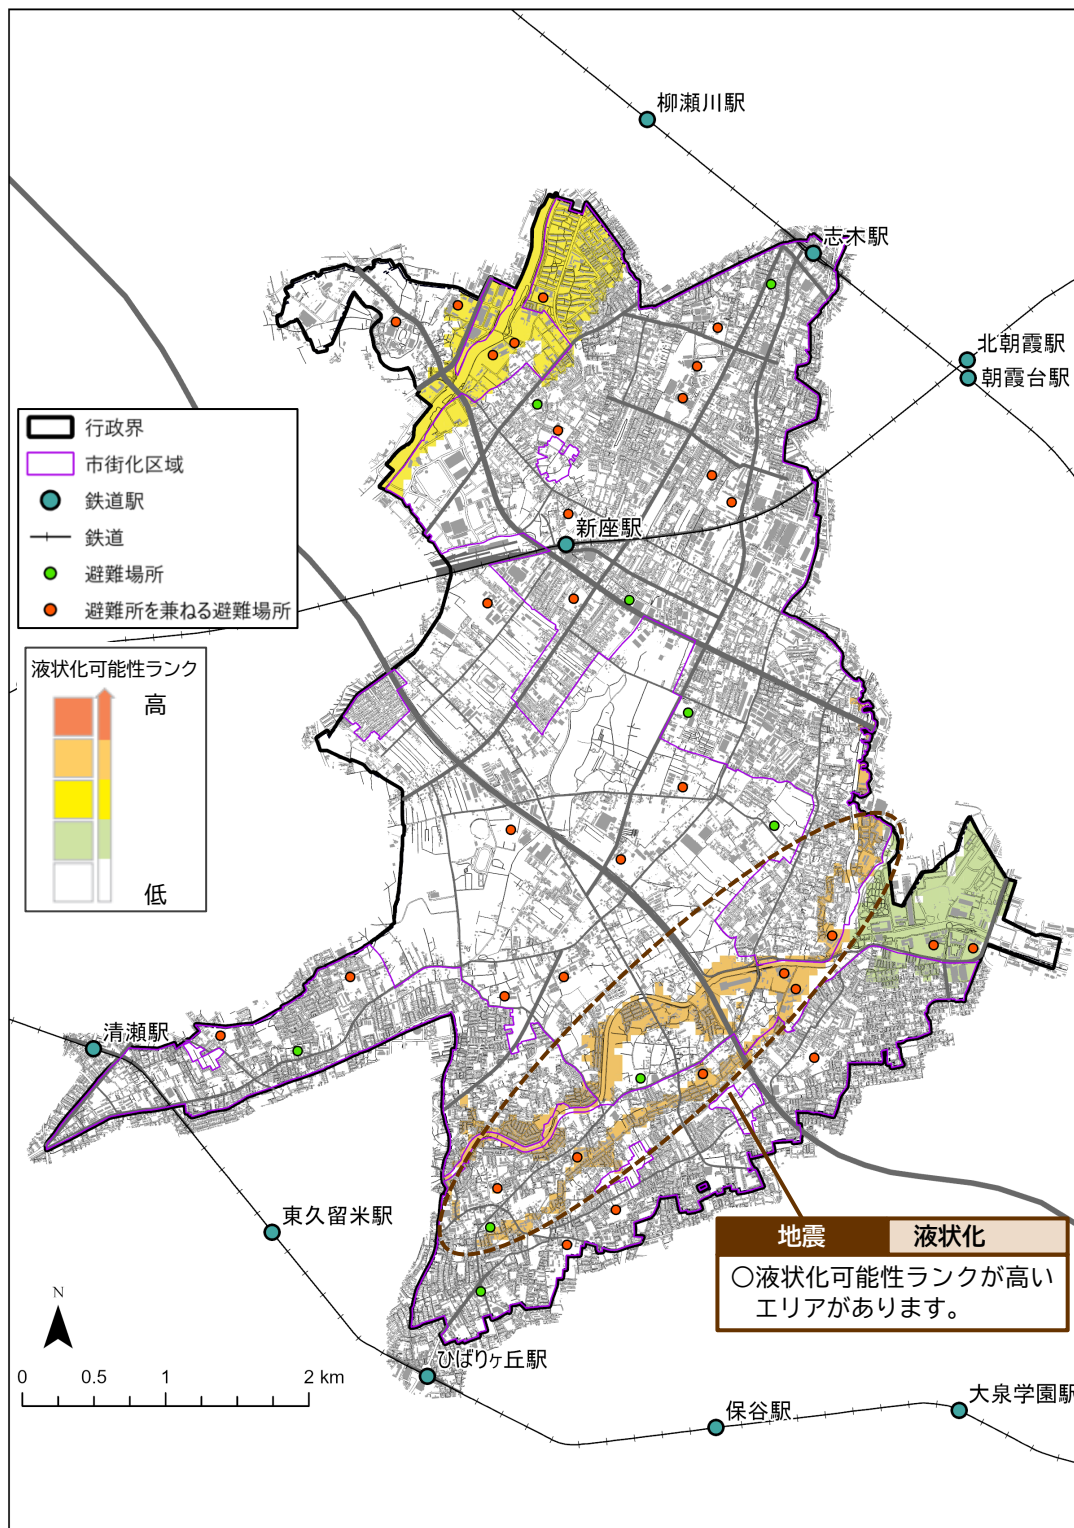 柳瀬川駅
志木駅
北朝霞駅
朝霞台駅
行政界
市街化区域
鉄道駅
鉄道
避難場所
避難所を兼ねる避難場所
新座駅
液状化可能性ランク
高
低
清瀬駅
東久留米駅
地震 液状化
○液状化可能性ランクが高い
エリアがあります。
N
0 0.5 1 2 km
ひばりヶ丘駅
保谷駅
大泉学園駅